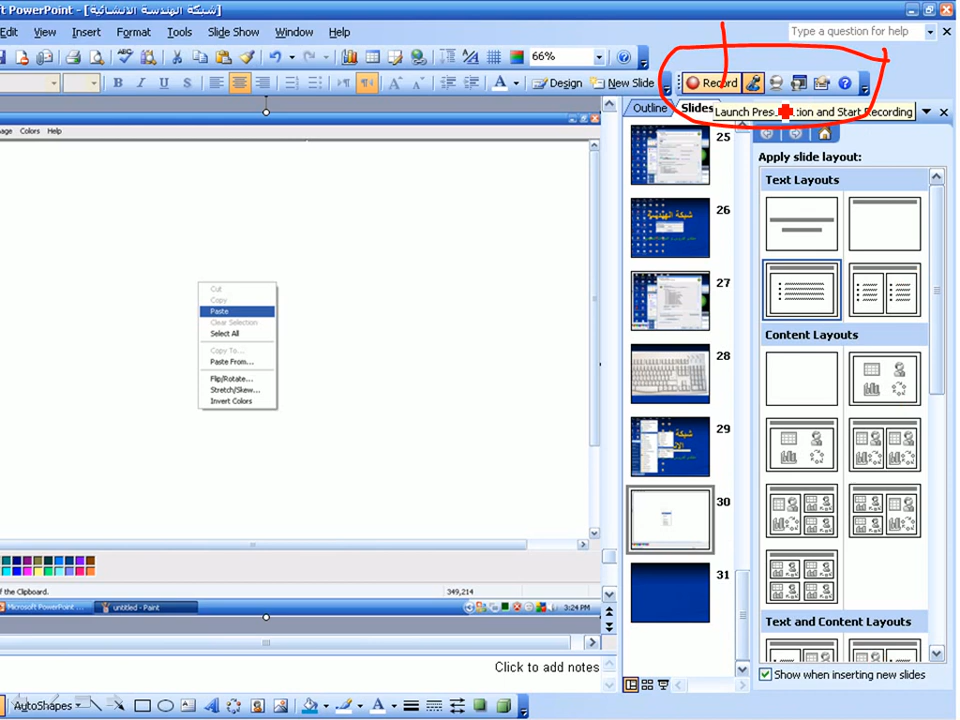 ft PowerPoint - [شبكة الهندسة الانشائية]
Edit View Insert Format Tools Slide Show Window Help Type a question for help
66%
B I U S A Design New Slide Record
Outline Slides
Launch Pres tion and Start Recording
age Colors Help
Apply slide layout:
Text Layouts
25
26
27
28
29
30
31
Cut
Copy
Paste
Clear Selection
Select All
Copy To...
Paste From...
Flip/Rotate...
Stretch/Skew...
Invert Colors
Content Layouts
Text and Content Layouts
f the Clipboard. 349,214
Microsoft PowerPoint ... untitled - Paint 3:24 PM
Click to add notes
Show when inserting new slides
AutoShapes